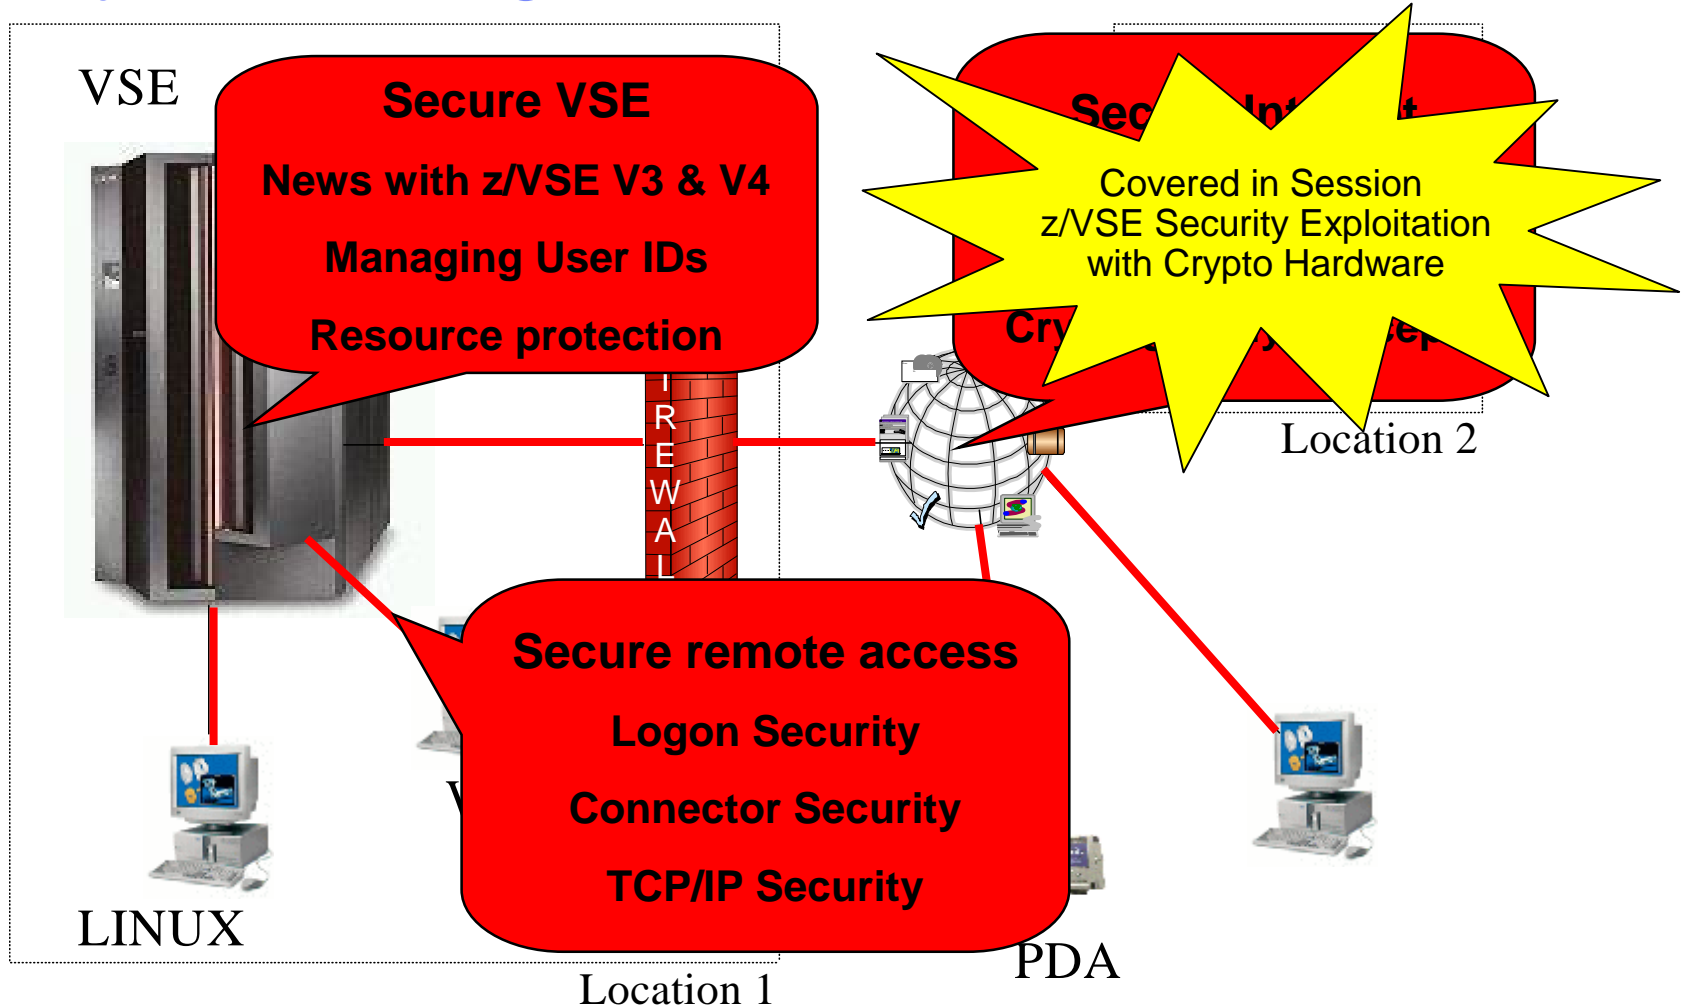 VSE
Secure VSE
News with z/VSE V3 & V4
Managing User IDs
Resource protection
Covered in Session
z/VSE Security Exploitation
with Crypto Hardware
Location 2
Secure remote access
Logon Security
Connector Security
TCP/IP Security
LINUX
PDA
Location 1